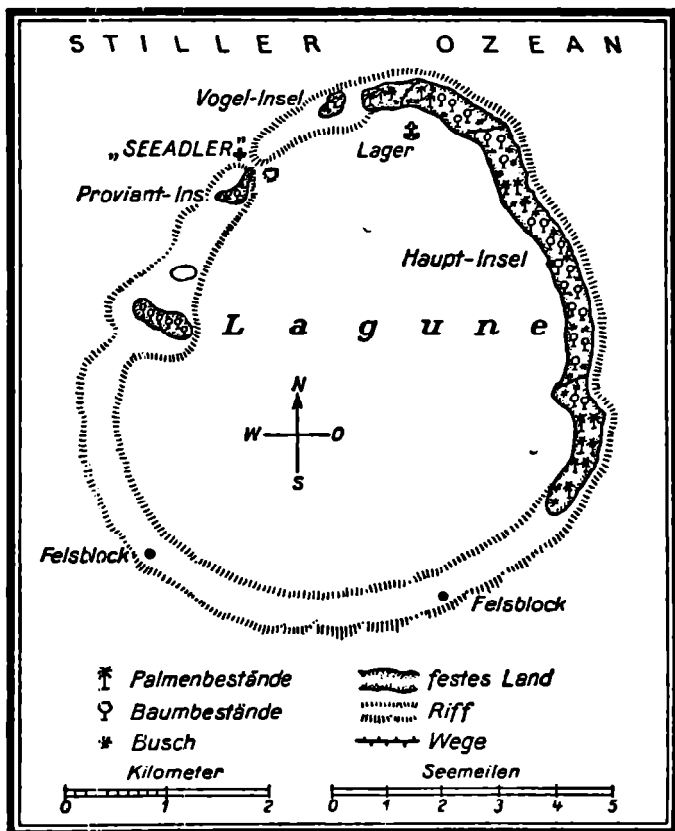 STILLER OZEAN
Vogel-Insel
„SEEADLER”
Lager
Proviant-Ins.
Haupt-Insel
Lagune
N
W O
S
Felsblock
Felsblock
Palmenbestände
festes Land
Baumbestände
Riff
Busch
Wege
Kilometer
Seemeilen
0 1 2
0 1 2 3 4 5